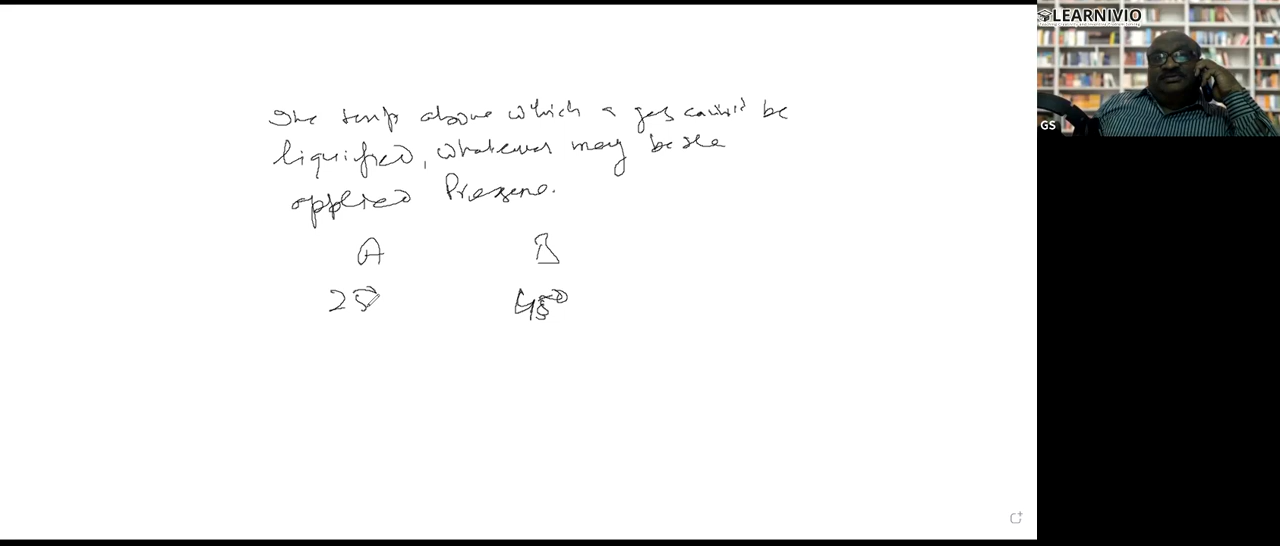 The temp above which a gas cannot be
liquified, whatever may be the
applied Pressure.
A B
25° 45°
LEARNIVIO
GS